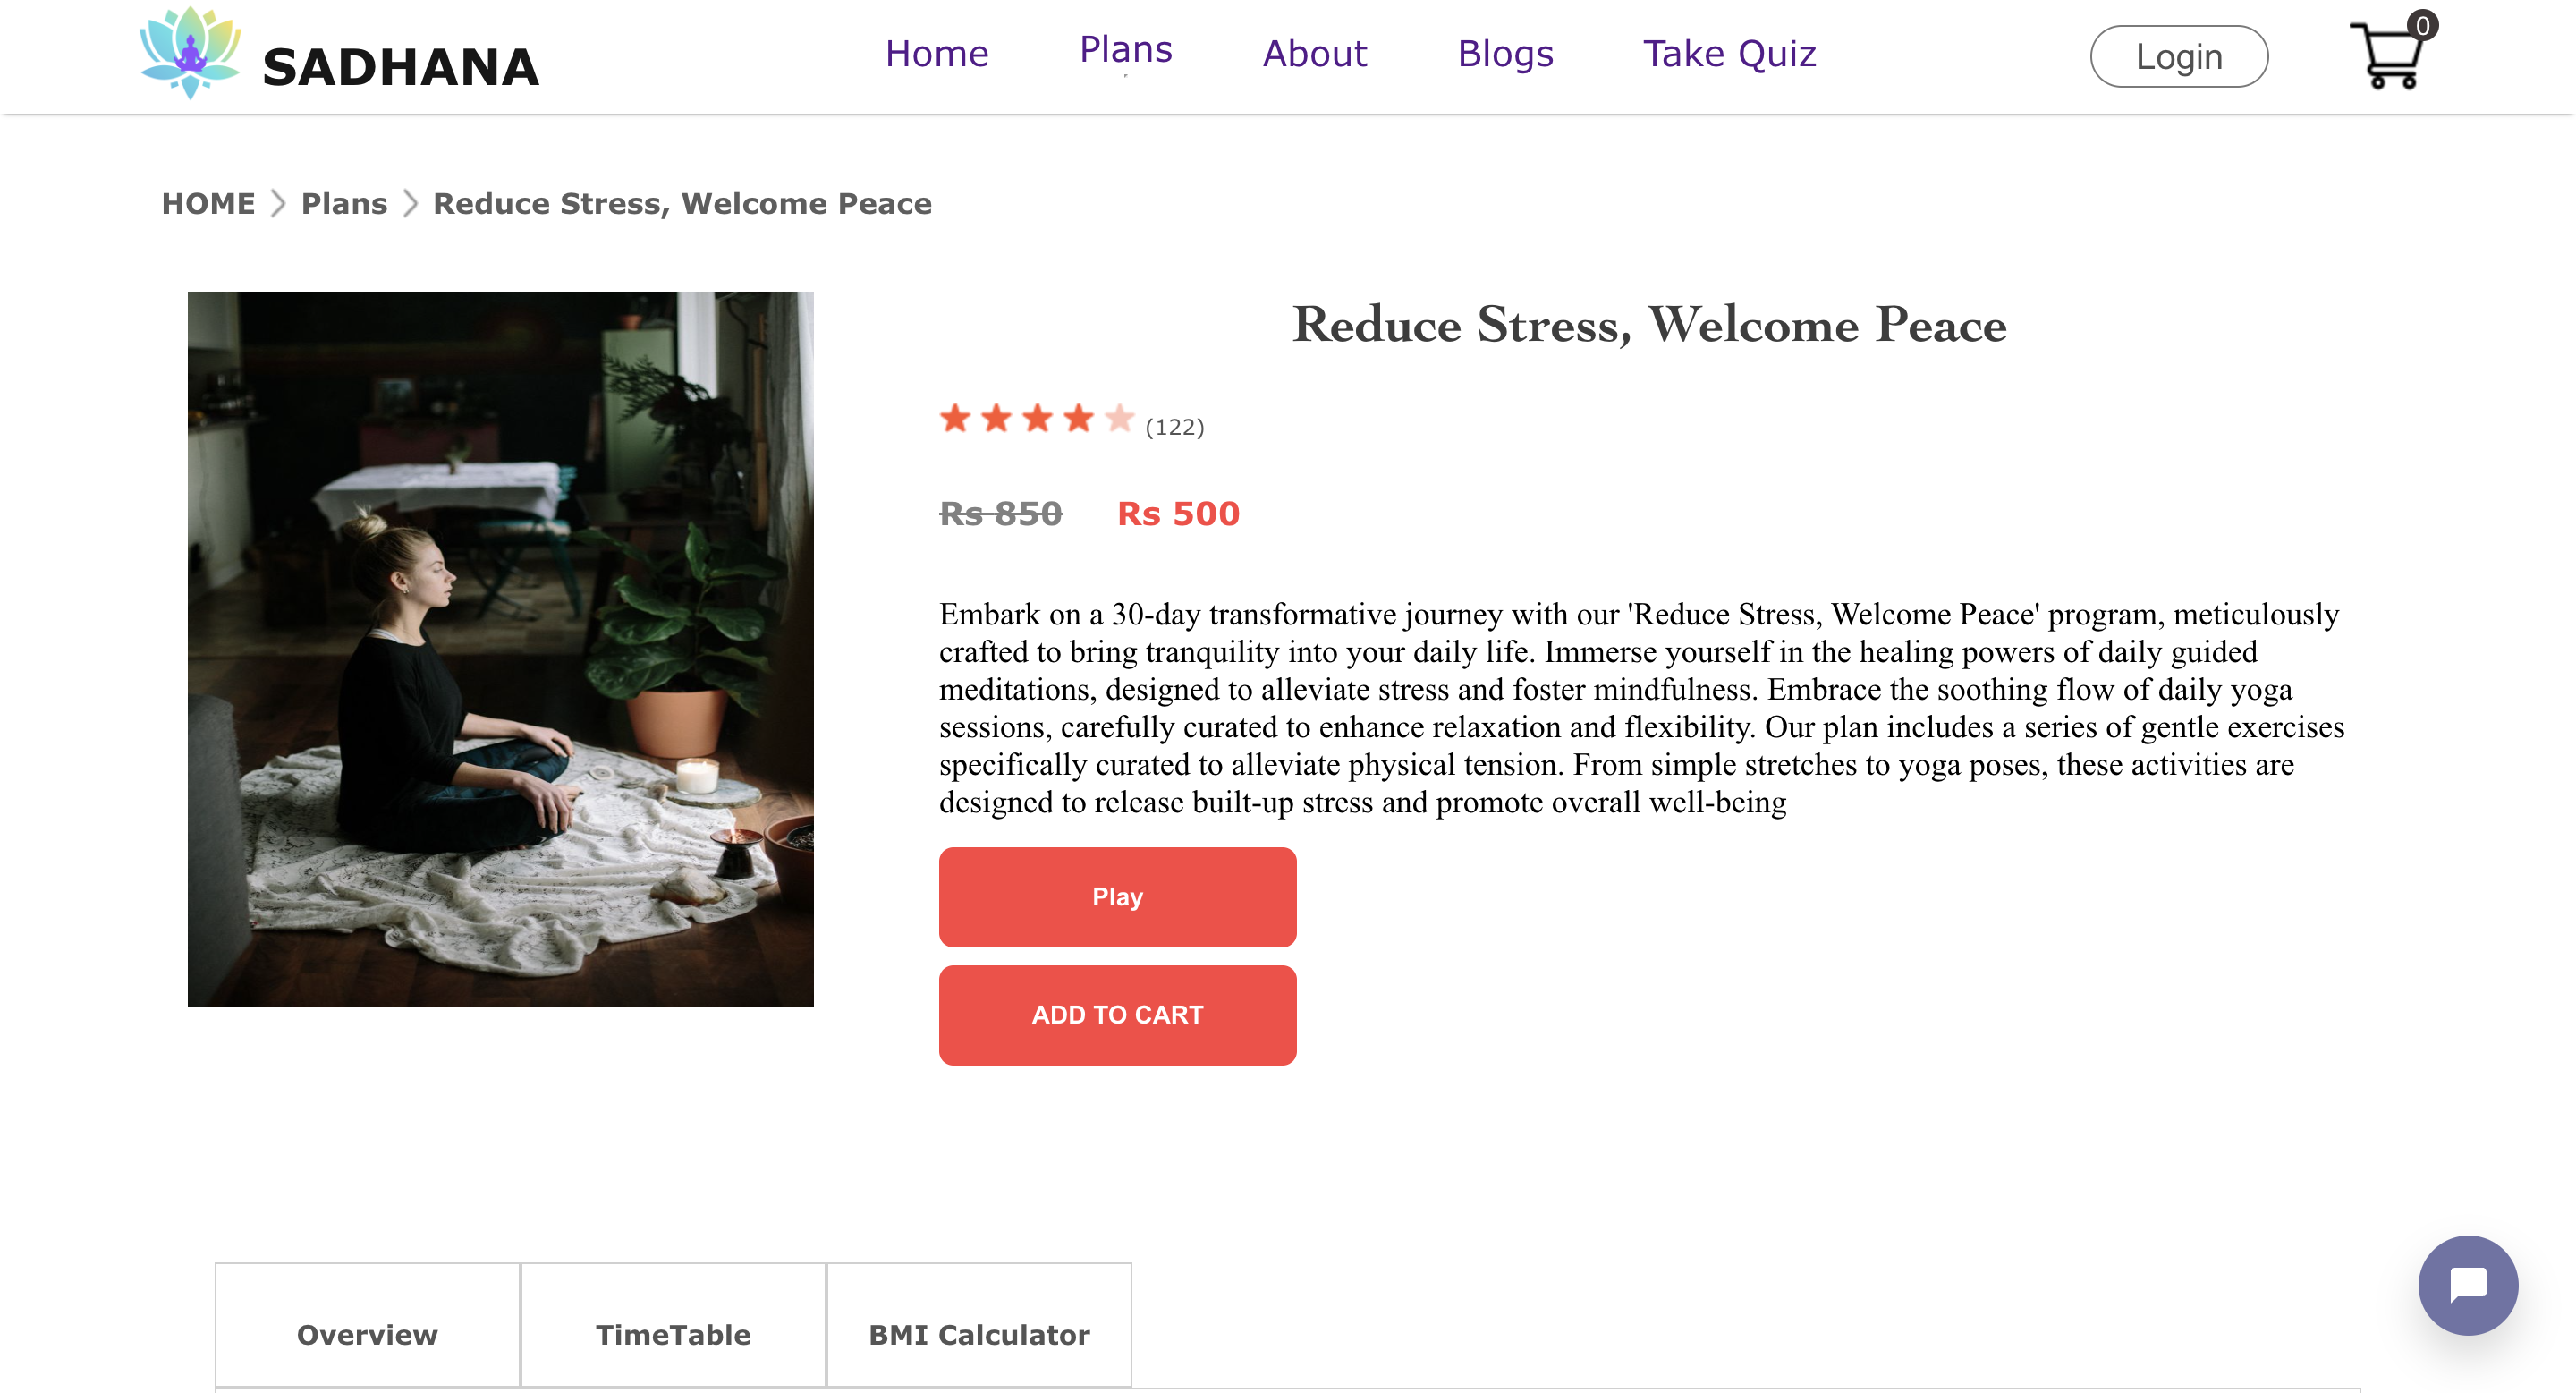 SADHANA
Home
Plans
About
Blogs
Take Quiz
Login
0
HOME > Plans > Reduce Stress, Welcome Peace
Reduce Stress, Welcome Peace
(122)
Rs 850 Rs 500
Embark on a 30-day transformative journey with our 'Reduce Stress, Welcome Peace' program, meticulously
crafted to bring tranquility into your daily life. Immerse yourself in the healing powers of daily guided
meditations, designed to alleviate stress and foster mindfulness. Embrace the soothing flow of daily yoga
sessions, carefully curated to enhance relaxation and flexibility. Our plan includes a series of gentle exercises
specifically curated to alleviate physical tension. From simple stretches to yoga poses, these activities are
designed to release built-up stress and promote overall well-being
Play
ADD TO CART
Overview
TimeTable
BMI Calculator